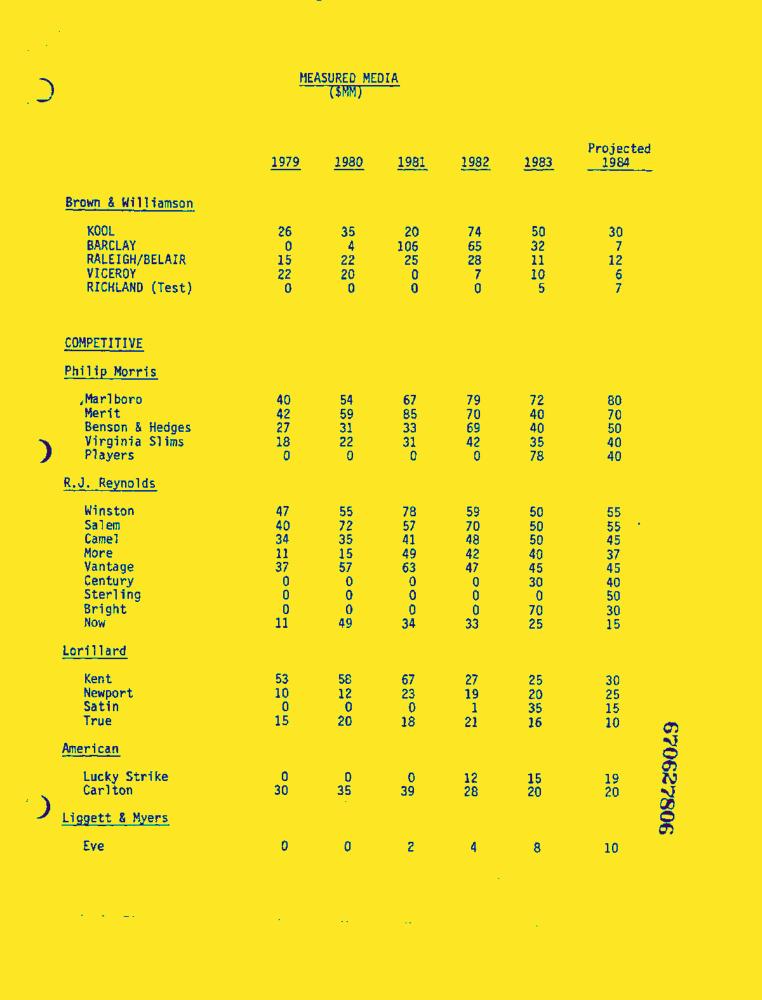 MEASURED MEDIA
($MM)
Projected
1979 1980 1981 1982 1983 1984
Brown & Williamson
KOOL 26 35 20 74 50 30
BARCLAY 0 4 106 65 32 7
RALEIGH/BELAIR 15 22 25 28 11 12
VICEROY 22 20 0 7 10 6
RICHLAND (Test) 0 0 0 0 5 7
COMPETITIVE
Philip Morris
Marlboro 40 54 67 79 72 80
Merit 42 59 85 70 40 70
Benson & Hedges 27 31 33 69 40 50
Virginia Slims 18 22 31 42 35 40
Players 0 0 0 0 78 40
R.J. Reynolds
Winston 47 55 78 59 50 55
Salem 40 72 57 70 50 55
Camel 34 35 41 48 50 45
More 11 15 49 42 40 37
Vantage 37 57 63 47 45 45
Century 0 0 0 0 30 40
Sterling 0 0 0 0 0 50
Bright 0 0 0 0 70 30
Now 11 49 34 33 25 15
Lorillard
Kent 53 58 67 27 25 30
Newport 10 12 23 19 20 25
Satin 0 0 0 1 35 15
True 15 20 18 21 16 10
American
Lucky Strike 0 0 0 12 15 19
Carlton 30 35 39 28 20 20
Liggett & Myers
Eve 0 0 2 4 8 10
670627806